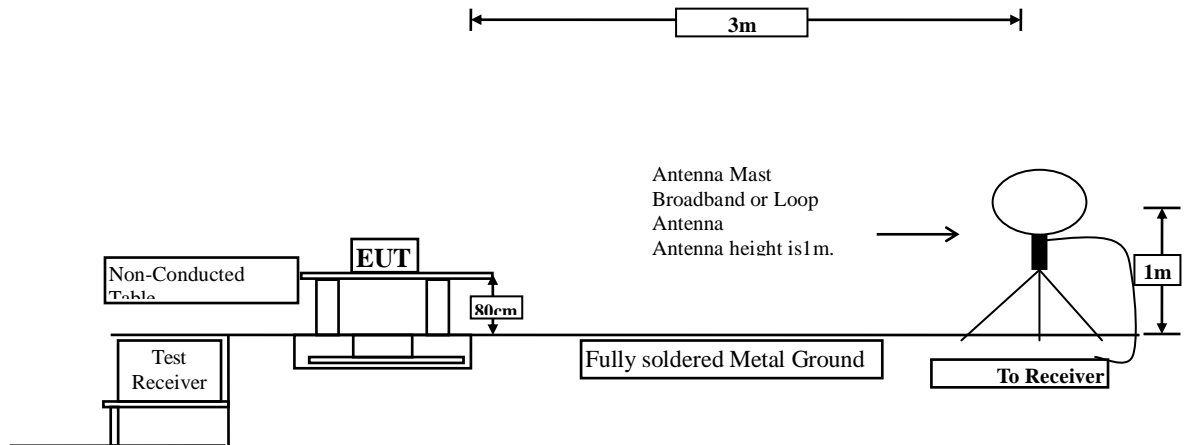 3m
Antenna Mast
Broadband or Loop
Antenna
Antenna height is1m.
EUT
Non-Conducted
Table
80cm
1m
Test
Receiver
Fully soldered Metal Ground
To Receiver